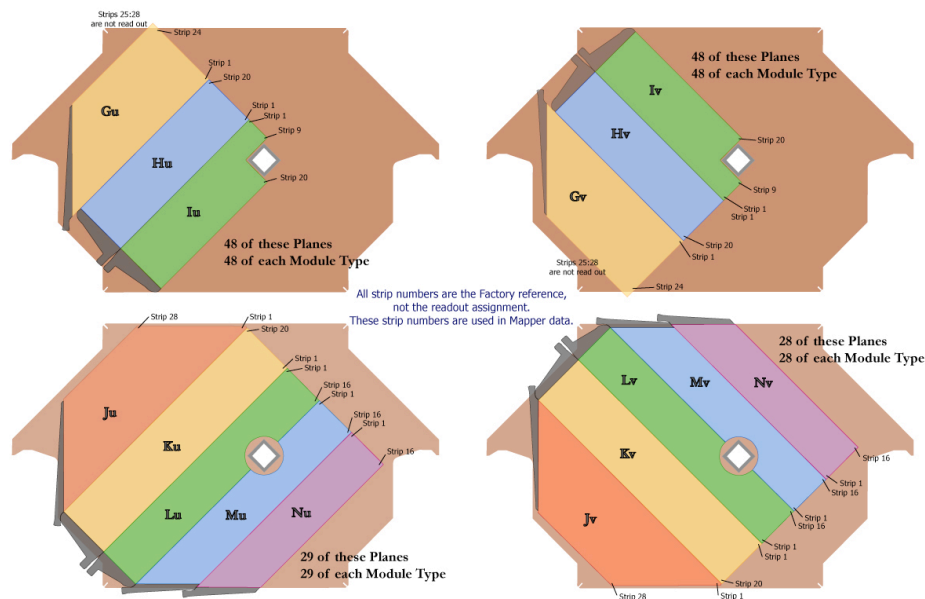 Strips 25:28
are not read out
Strip 24
Strip 1
Strip 20
Gu
Strip 1
Strip 1
Strip 9
Hu
Strip 20
Iu
48 of these Planes
48 of each Module Type
48 of these Planes
48 of each Module Type
Iv
Hv
Strip 20
Strip 9
Gv
Strip 1
Strip 1
Strip 20
Strip 1
Strips 25:28
are not read out
Strip 24
All strip numbers are the Factory reference,
not the readout assignment.
These strip numbers are used in Mapper data.
Strip 28
Strip 1
Strip 20
Strip 1
Strip 1
Strip 16
Strip 1
Strip 16
Strip 1
Strip 16
Ju
Ku
Lu
Mu
Nu
29 of these Planes
29 of each Module Type
28 of these Planes
28 of each Module Type
Lv
Mv
Nv
Kv
Jv
Strip 16
Strip 1
Strip 16
Strip 1
Strip 16
Strip 1
Strip 1
Strip 20
Strip 1
Strip 28